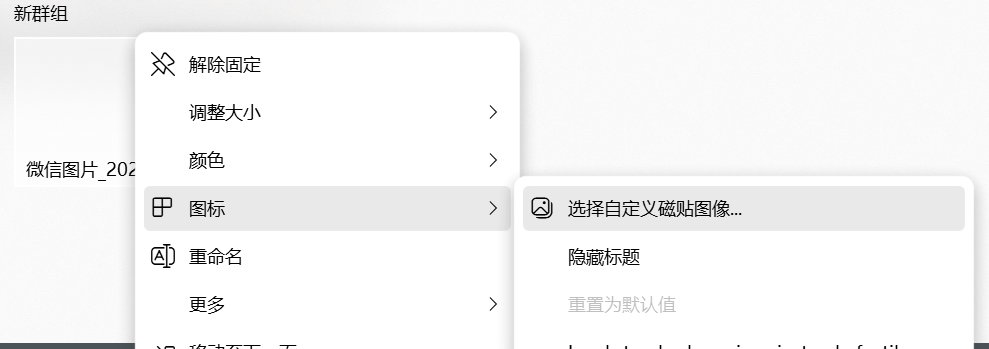 新群组
解除固定
调整大小
颜色
微信图片_202
图标
选择自定义磁贴图像...
重命名
隐藏标题
更多
重置为默认值